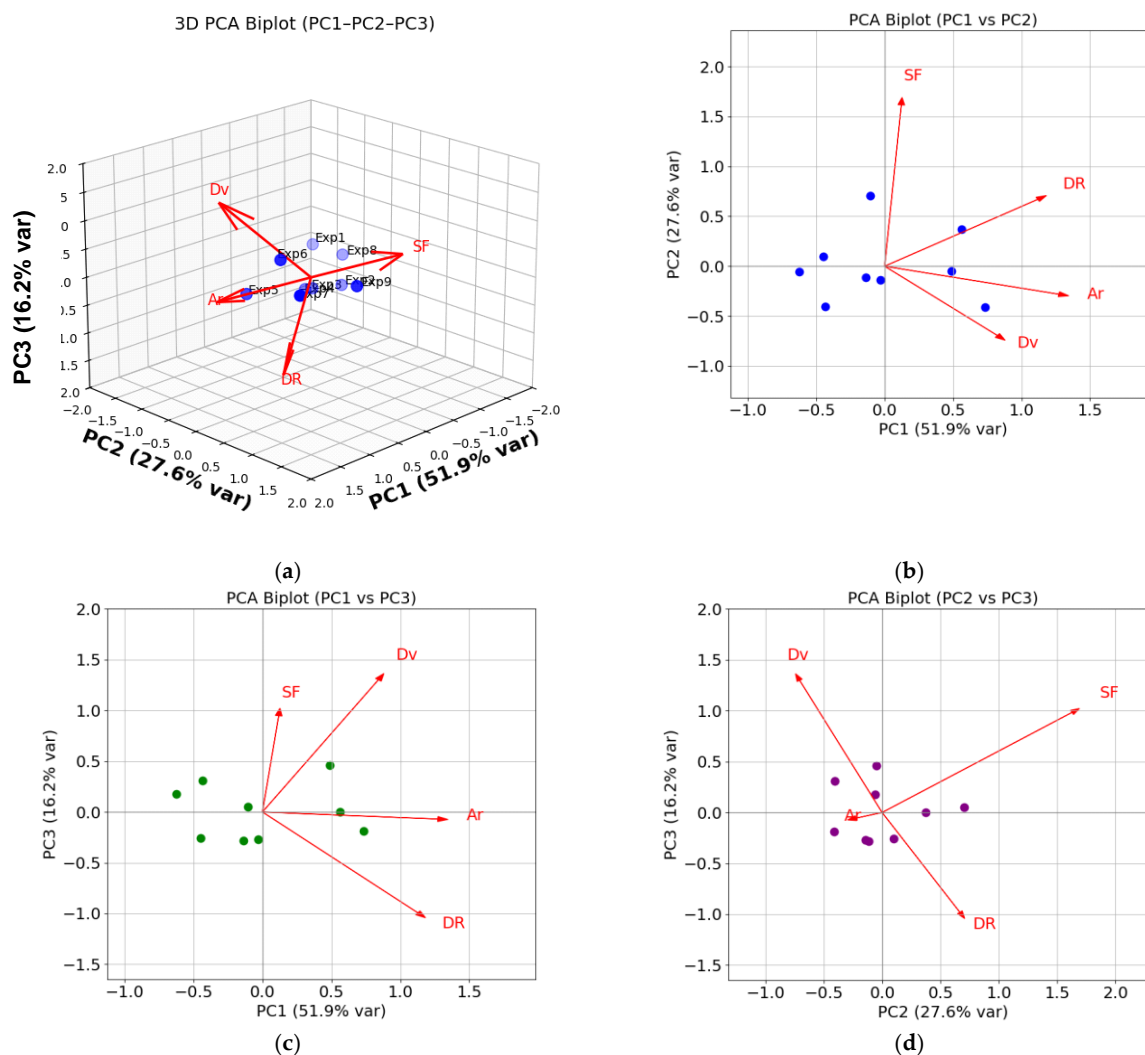 3D PCA Biplot (PC1–PC2–PC3)
2.0
5
0
.5
.0
0.5
1.0
1.5
2.0
PC3 (16.2% var)
Dv
SF
Ar
DR
Exp1
Exp8
Exp6
Exp3
Exp2
Exp9
Exp5
Exp7
−2.0
−1.5
−1.0
−0.5
0.0
0.5
1.0
1.5
2.0
PC2 (27.6% var)
2.0
1.5
1.0
0.5
0.0
−0.5
−1.0
−1.5
−2.0
PC1 (51.9% var)
(a)
PCA Biplot (PC1 vs PC2)
2.0
1.5
1.0
0.5
0.0
−0.5
−1.0
PC2 (27.6% var)
SF
DR
Ar
Dv
−1.0 −0.5 0.0 0.5 1.0 1.5
PC1 (51.9% var)
(b)
PCA Biplot (PC1 vs PC3)
2.0
1.5
1.0
0.5
0.0
−0.5
−1.0
−1.5
PC3 (16.2% var)
Dv
SF
Ar
DR
−1.0 −0.5 0.0 0.5 1.0 1.5
PC1 (51.9% var)
(c)
PCA Biplot (PC2 vs PC3)
2.0
1.5
1.0
0.5
0.0
−0.5
−1.0
−1.5
PC3 (16.2% var)
Dv
SF
Ar
DR
−1.0 −0.5 0.0 0.5 1.0 1.5 2.0
PC2 (27.6% var)
(d)